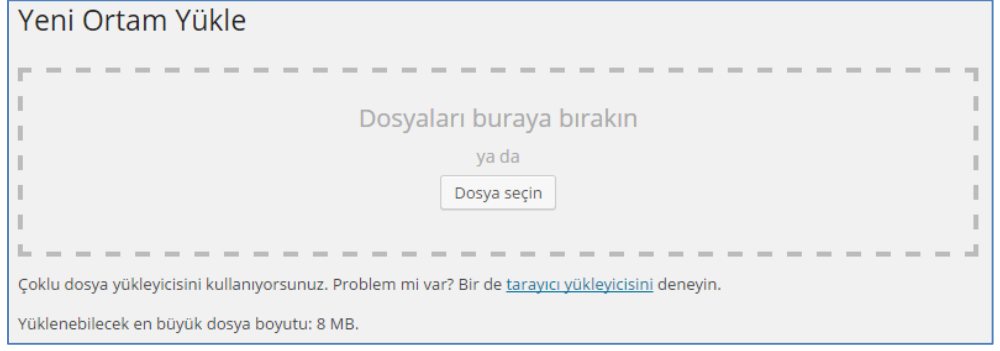 Yeni Ortam Yükle
Dosyaları buraya bırakın
ya da
Dosya seçin
Çoklu dosya yükleyicisini kullanıyorsunuz. Problem mi var? Bir de tarayıcı yükleyicisini deneyin.
Yüklenebilecek en büyük dosya boyutu: 8 MB.